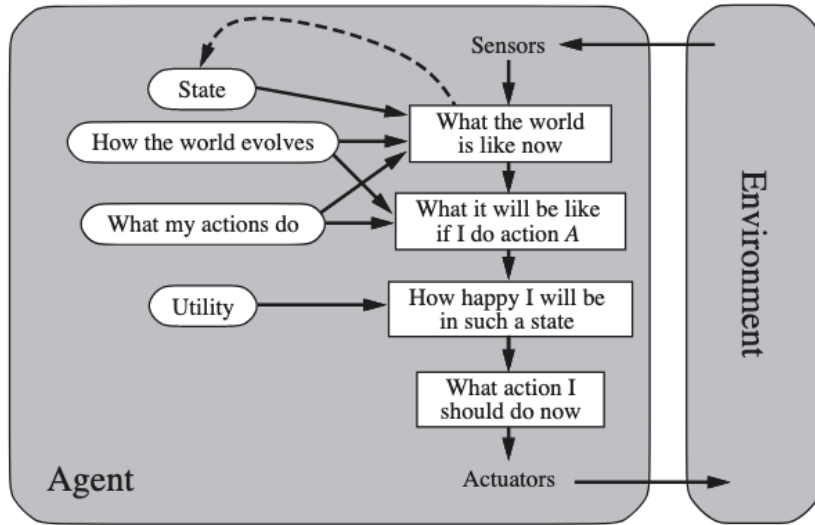 Sensors
State
What the world
is like now
How the world evolves
What my actions do
What it will be like
if I do action A
Utility
How happy I will be
in such a state
What action I
should do now
Agent
Actuators
Environment